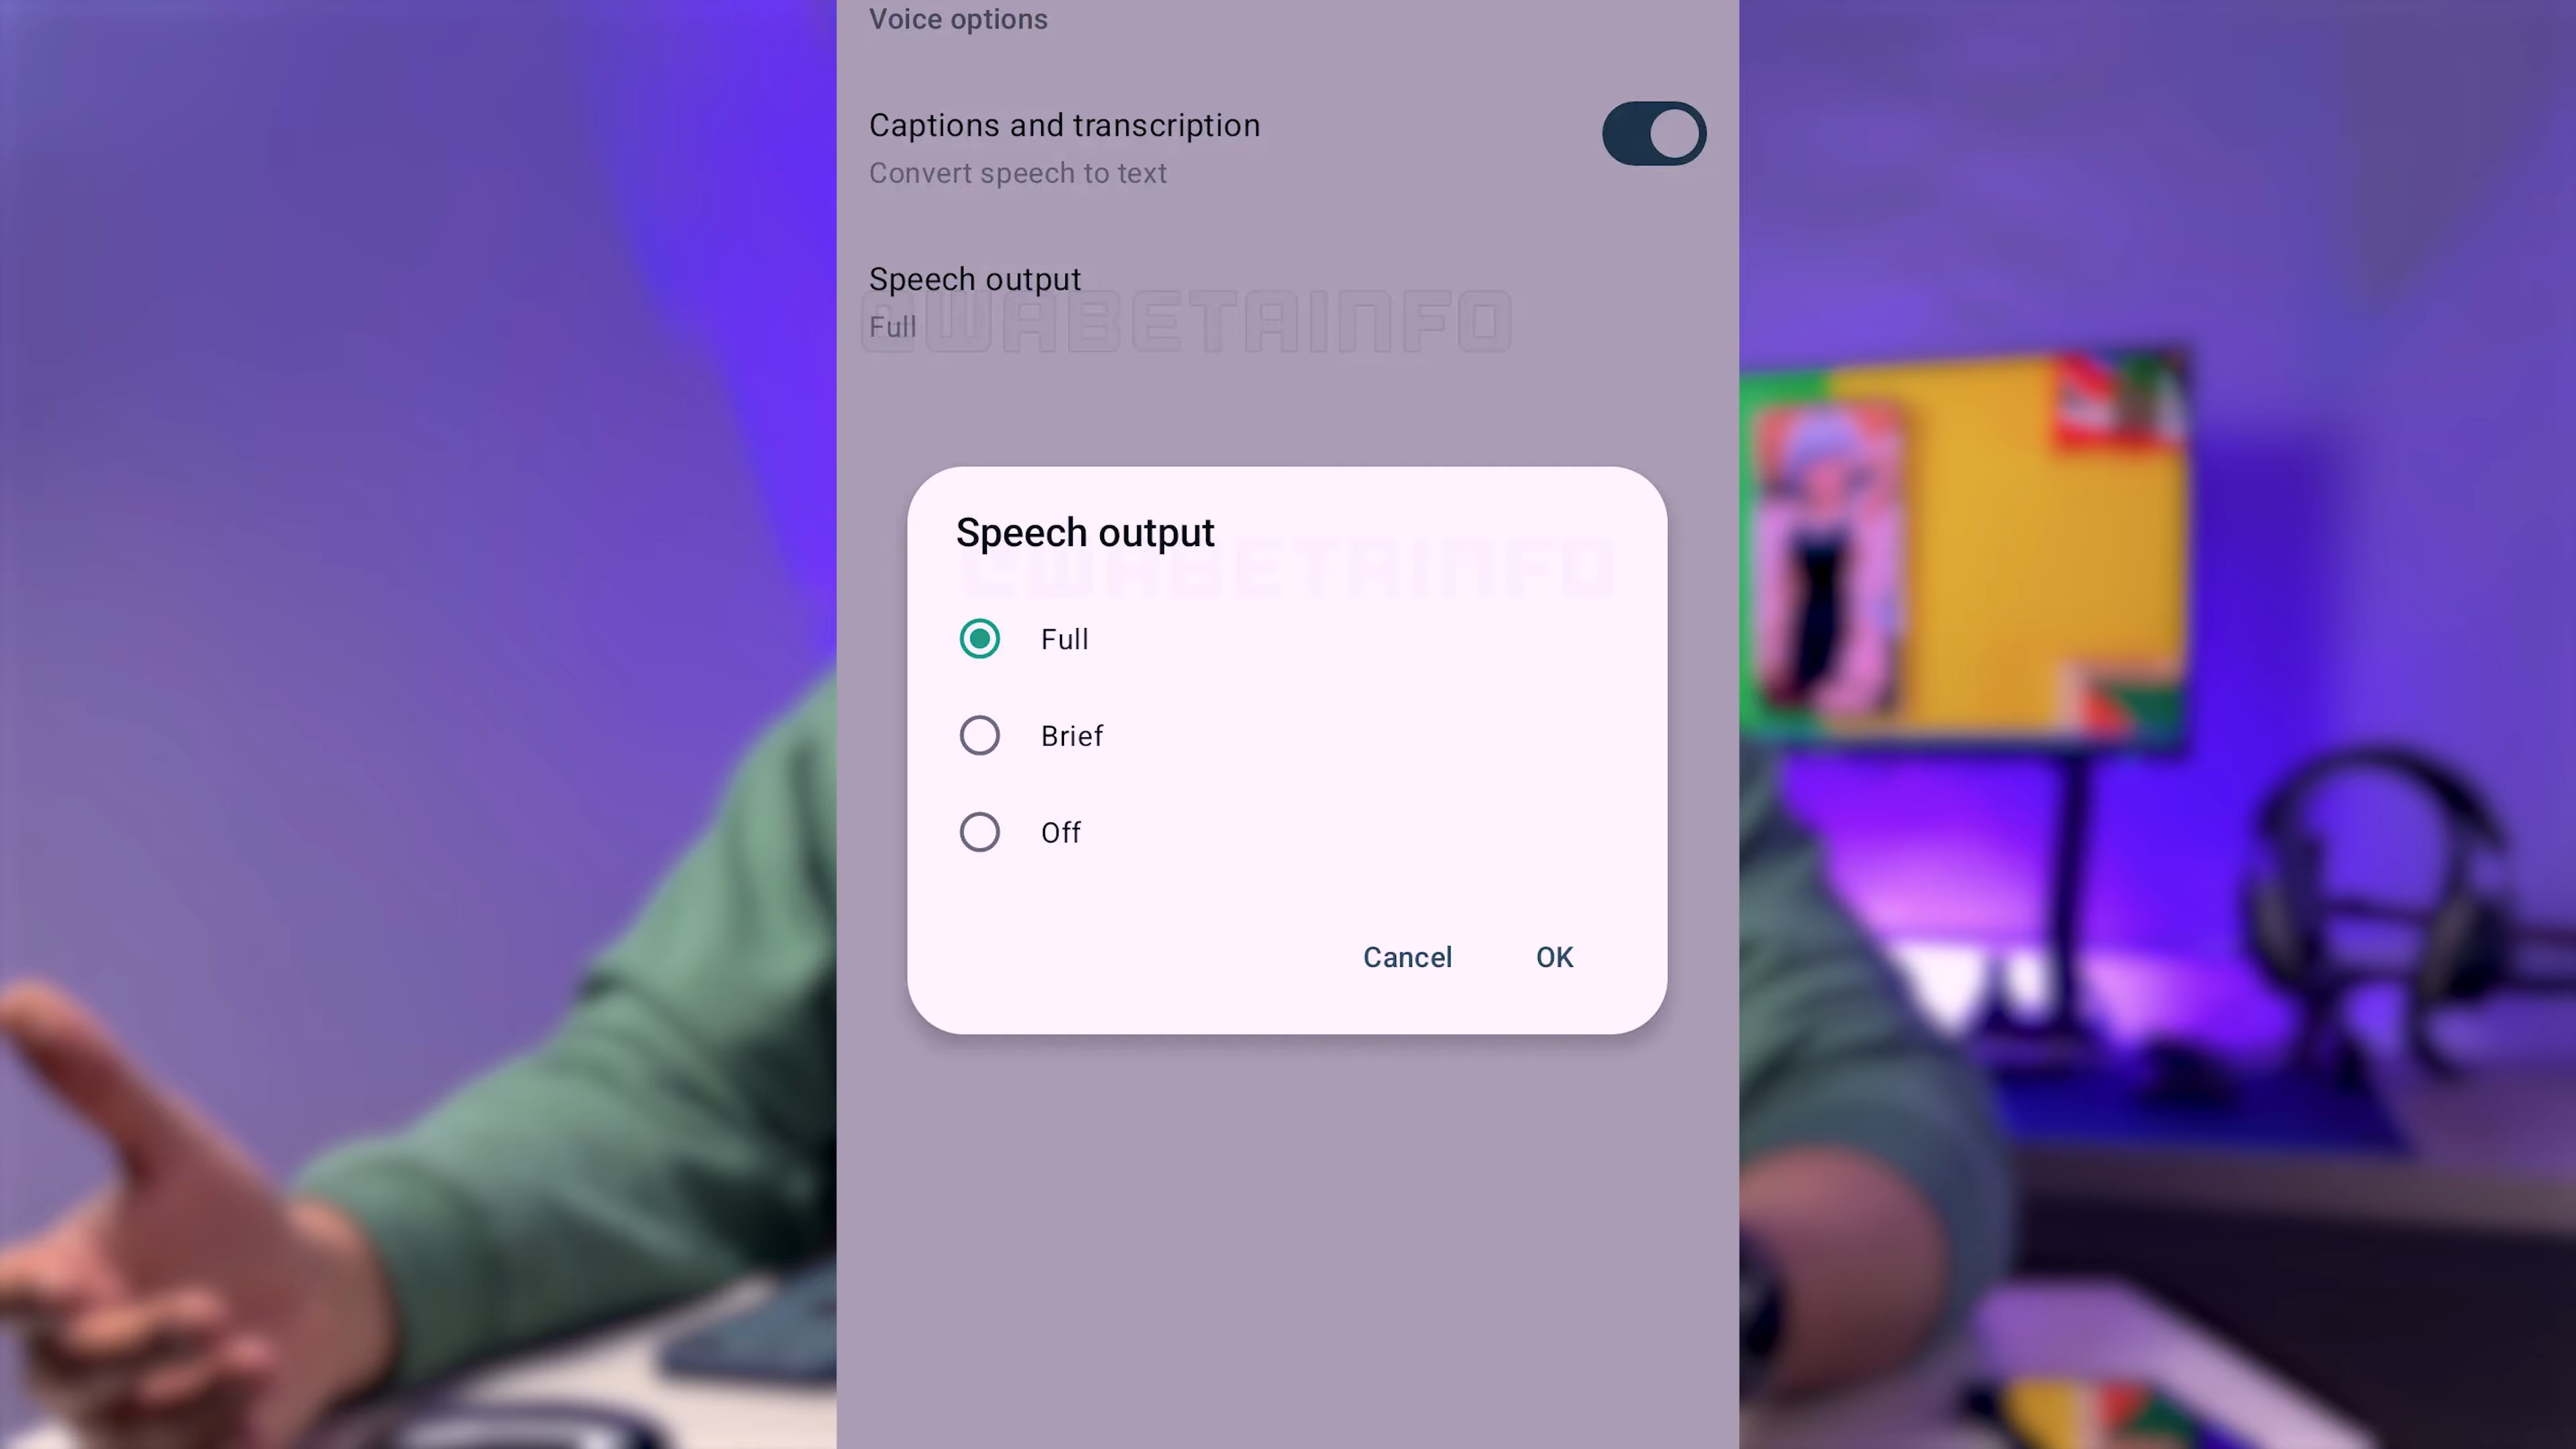 Voice options
Captions and transcription
Convert speech to text
Speech output
@WABETAINFO
Full
Speech output
@WABETAINFO
Full
Brief
Off
Cancel
OK